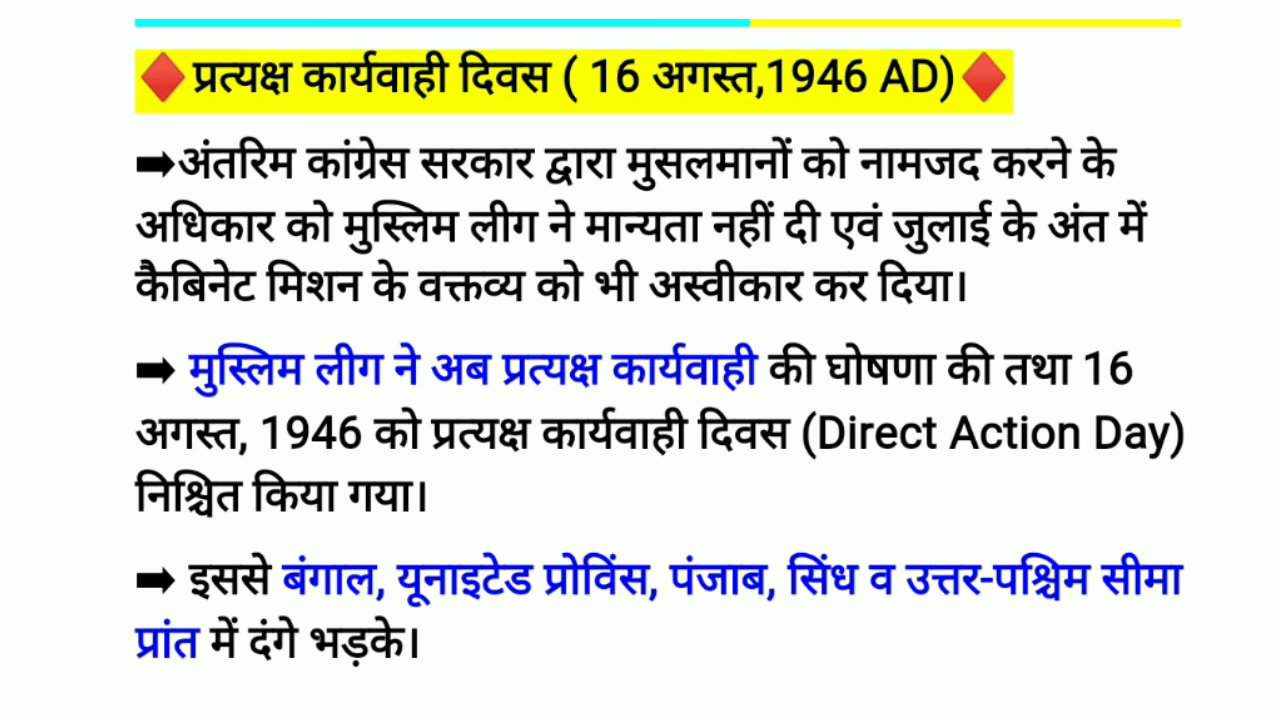 ♦️प्रत्यक्ष कार्यवाही दिवस ( 16 अगस्त,1946 AD)♦️
➡️अंतरिम कांग्रेस सरकार द्वारा मुसलमानों को नामजद करने के
अधिकार को मुस्लिम लीग ने मान्यता नहीं दी एवं जुलाई के अंत में
कैबिनेट मिशन के वक्तव्य को भी अस्वीकार कर दिया।
➡️ मुस्लिम लीग ने अब प्रत्यक्ष कार्यवाही की घोषणा की तथा 16
अगस्त, 1946 को प्रत्यक्ष कार्यवाही दिवस (Direct Action Day)
निश्चित किया गया।
➡️ इससे बंगाल, यूनाइटेड प्रोविंस, पंजाब, सिंध व उत्तर-पश्चिम सीमा
प्रांत में दंगे भड़के।